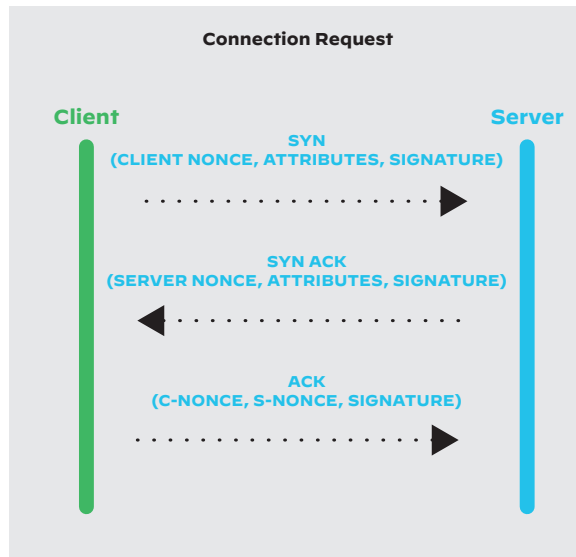 Connection Request
Client
Server
SYN
(CLIENT NONCE, ATTRIBUTES, SIGNATURE)
SYN ACK
(SERVER NONCE, ATTRIBUTES, SIGNATURE)
ACK
(C-NONCE, S-NONCE, SIGNATURE)